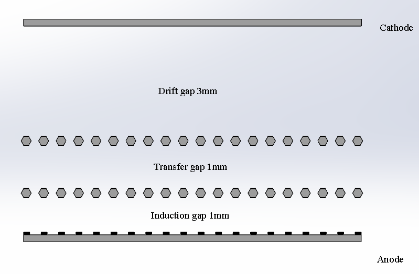 Cathode
Drift gap 3mm
Transfer gap 1mm
Induction gap 1mm
Anode